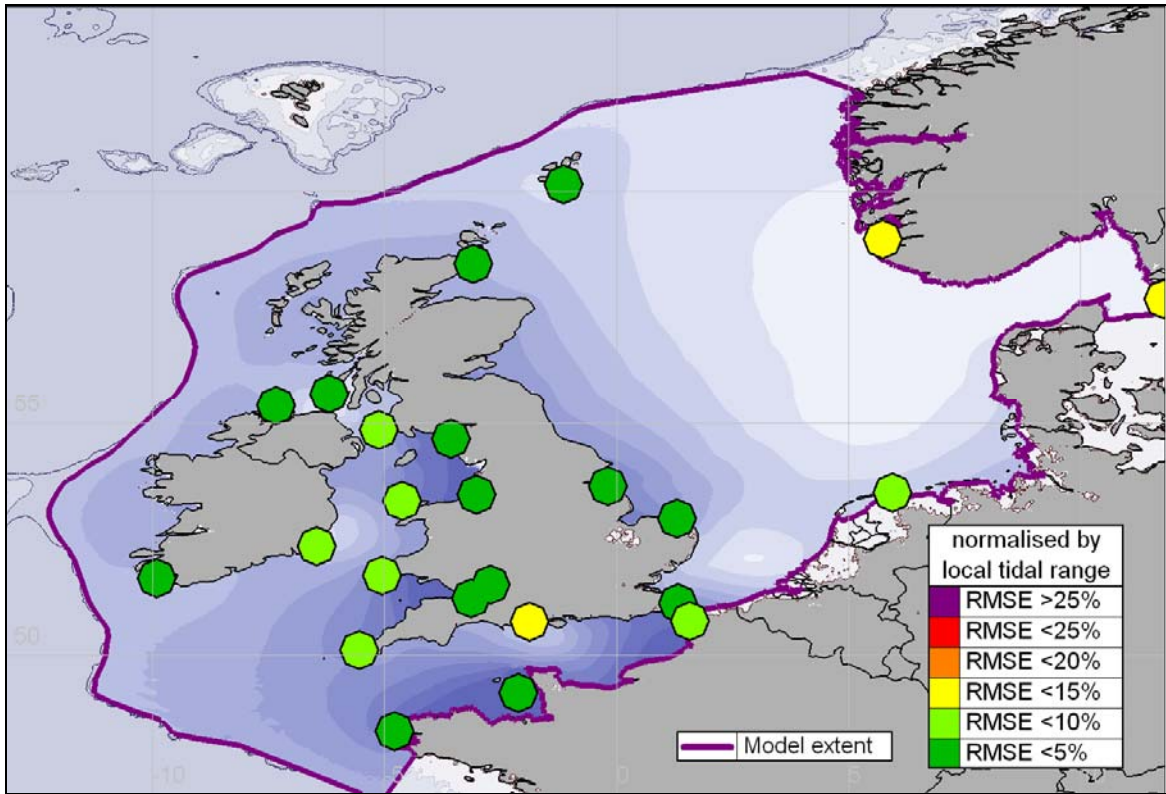 55
50
-10
-5
0
5
normalised by
local tidal range
RMSE >25%
RMSE <25%
RMSE <20%
RMSE <15%
RMSE <10%
RMSE <5%
Model extent